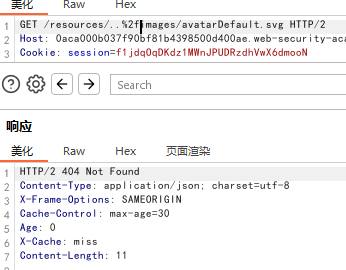 美化 Raw Hex
1 GET /resources/..%2fimages/avatarDefault.svg HTTP/2
2 Host: 0aca000b037f90bf81b4398500d400ae.web-security-aca
3 Cookie: session=f1jdqOqDKdz1MWnJPUDRzdhVwX6dmooN
Search
响应
美化 Raw Hex 页面渲染
1 HTTP/2 404 Not Found
2 Content-Type: application/json; charset=utf-8
3 X-Frame-Options: SAMEORIGIN
4 Cache-Control: max-age=30
5 Age: 0
6 X-Cache: miss
7 Content-Length: 11